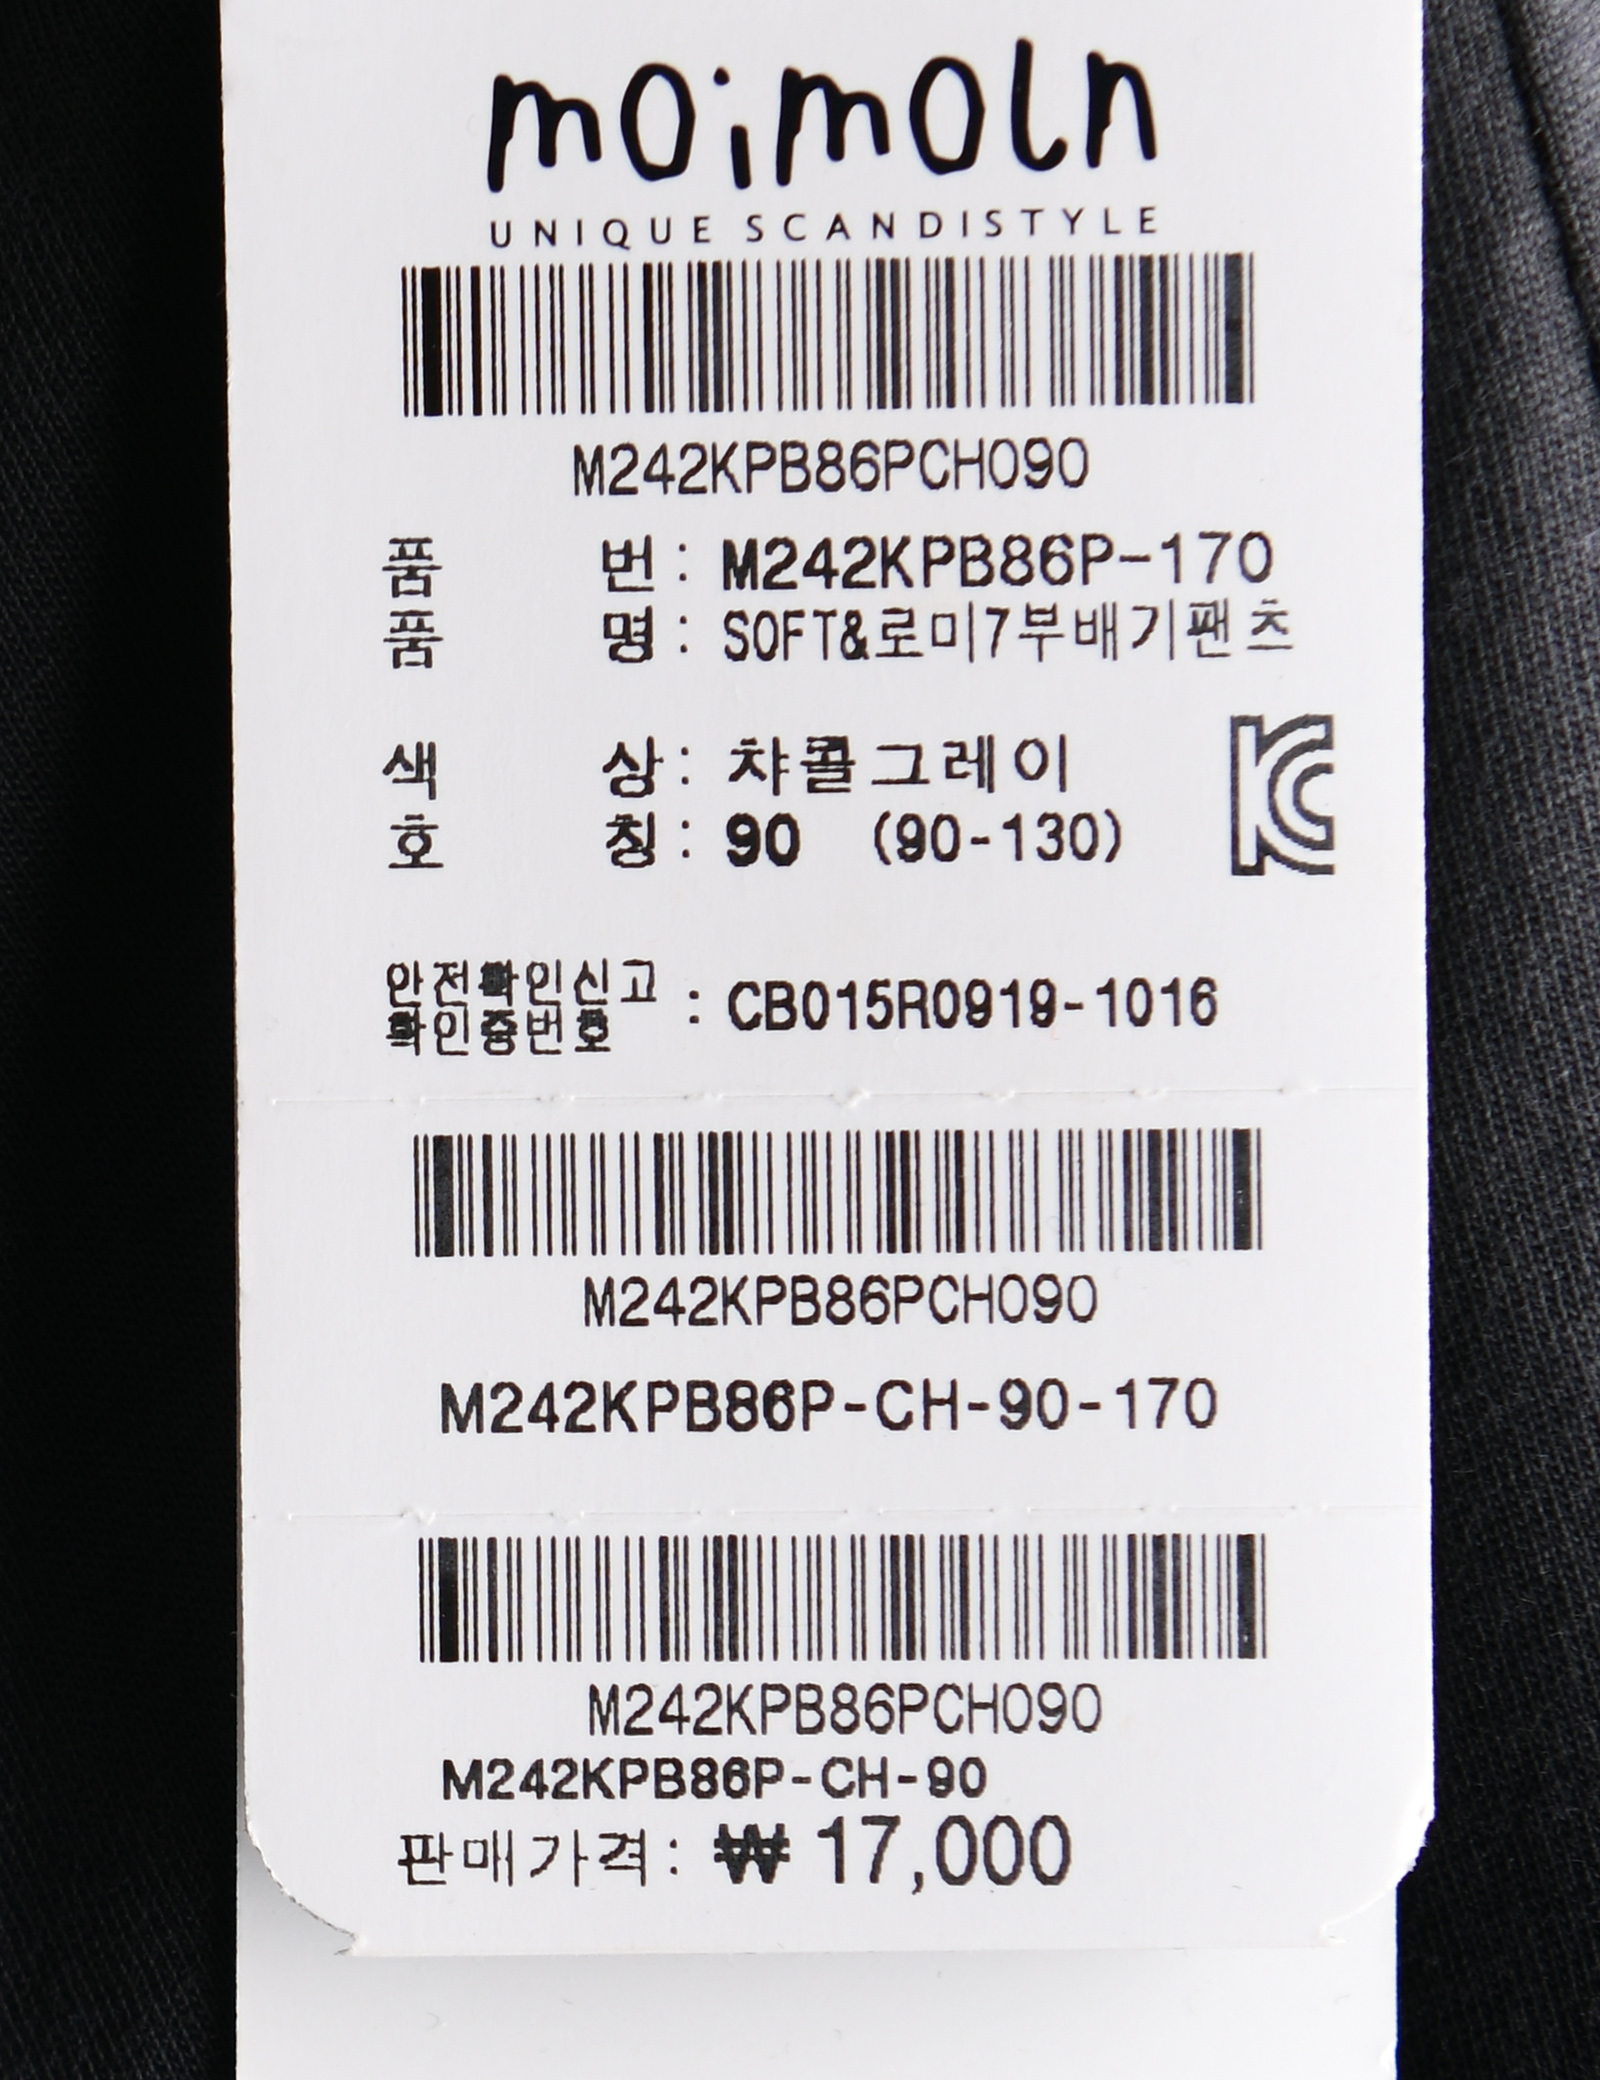 moimoln
UNIQUE SCANDISTYLE
M242KPB86PCH090
품 번 : M242KPB86P-170
품 명 : SOFT&로미7부배기팬츠
색 상 : 챠콜그레이
호 칭 : 90 (90-130)
KC
안전확인신고
확인증번호 : CB015R0919-1016
M242KPB86PCH090
M242KPB86P-CH-90-170
M242KPB86PCH090
M242KPB86P-CH-90
판매가격 : ₩ 17,000